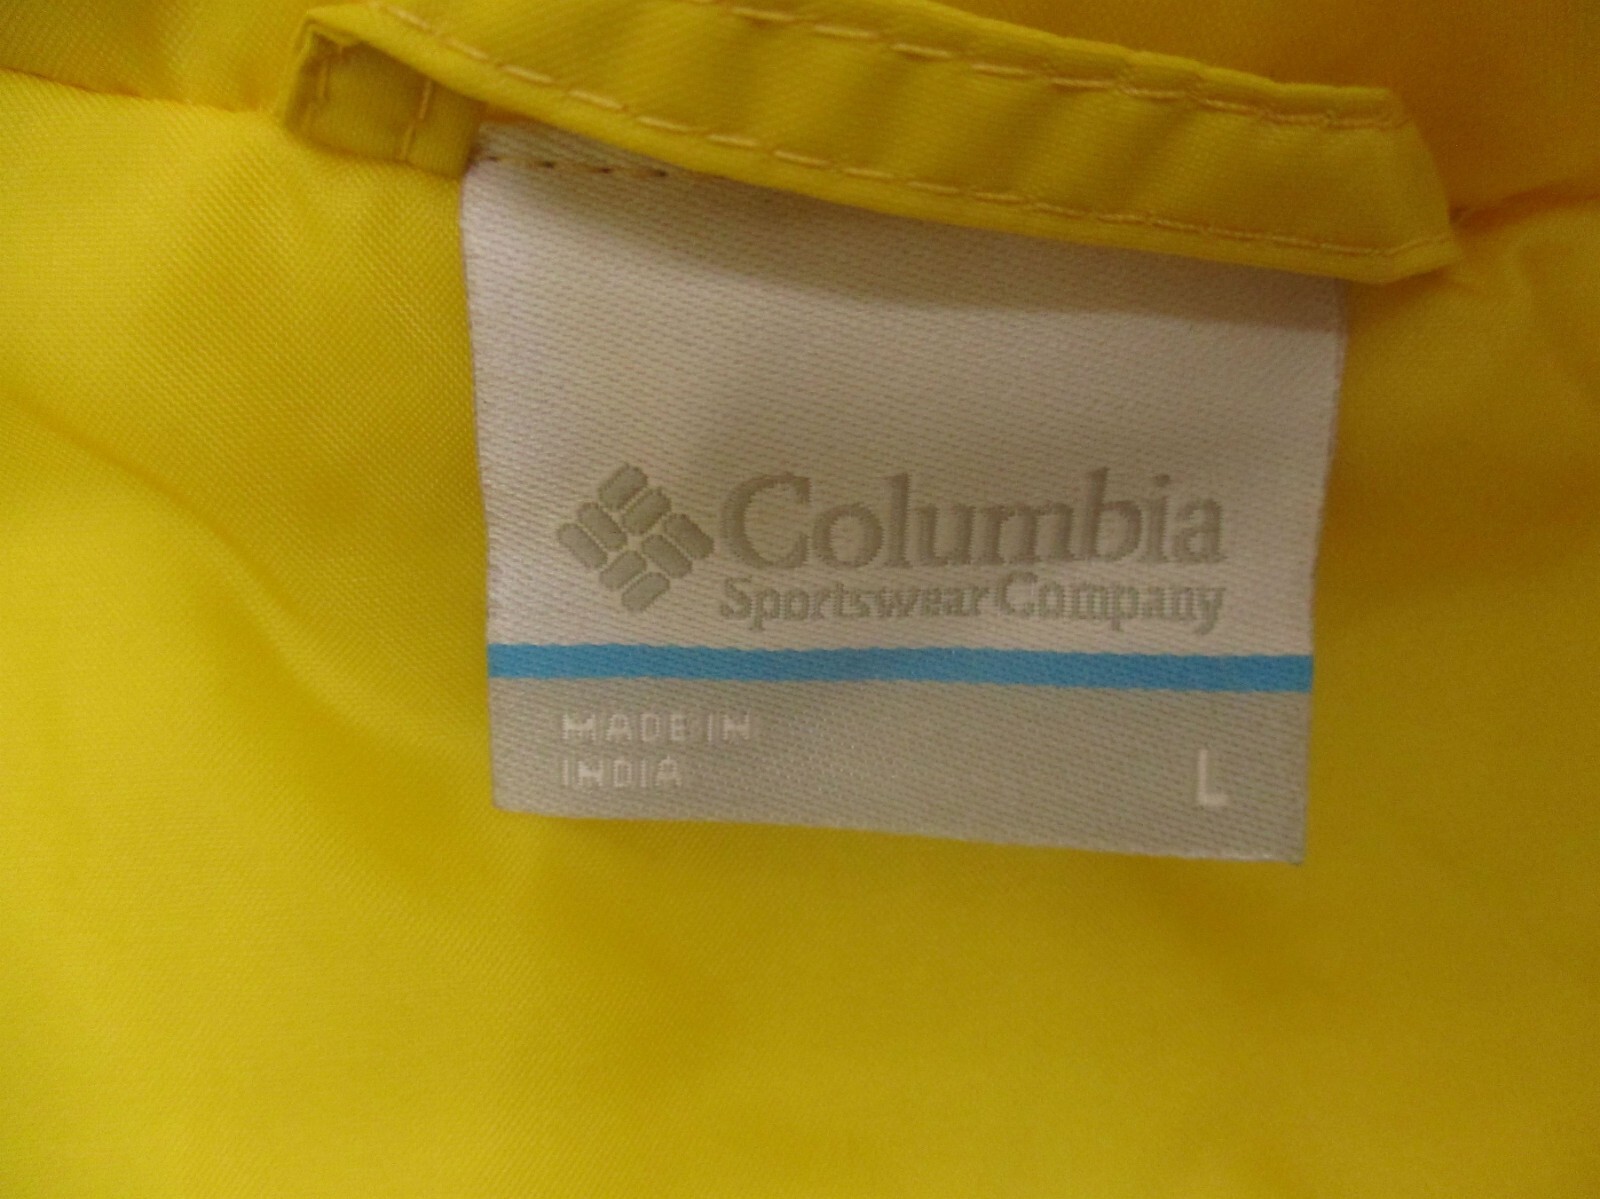 Columbia
Sportswear Company
MADE IN
INDIA
L